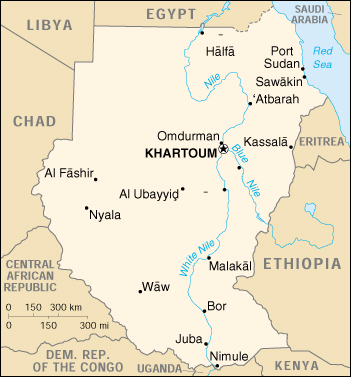 EGYPT
SAUDI
ARABIA
LIBYA
Hālfā
Port
Sudan
Red
Sea
Nile
Sawākin
'Atbarah
CHAD
Omdurman
KHARTOUM
Kassalā
ERITREA
Blue
Nile
Al Fāshir
Al Ubayyiḑ
Nyala
ETHIOPIA
White Nile
Malakāl
CENTRAL
AFRICAN
REPUBLIC
Wāw
0 150 300 km
0 150 300 mi
Bor
Juba
Nimule
DEM. REP.
OF THE CONGO
UGANDA
KENYA